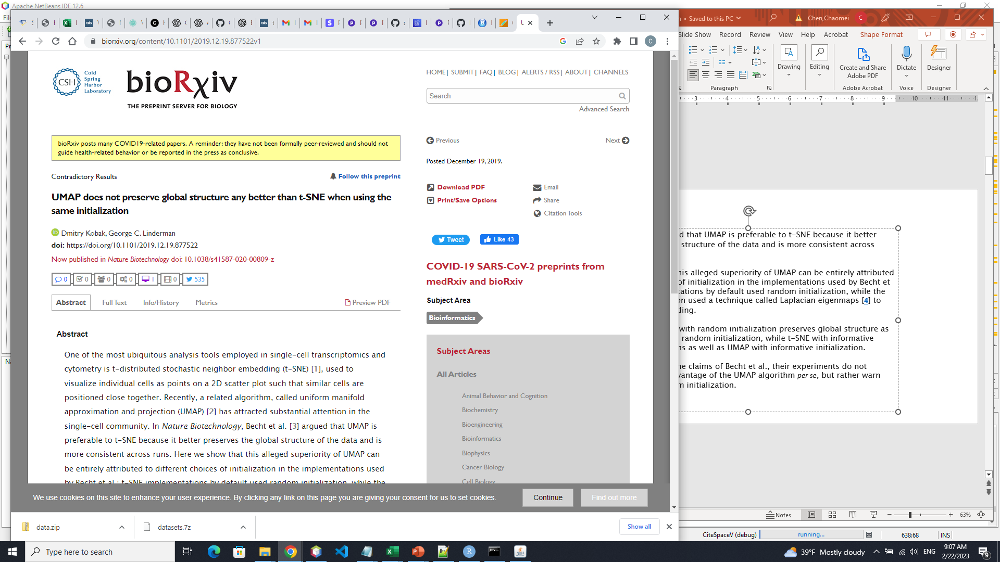 Apache NetBeans IDE 12.6
biorxiv.org/content/10.1101/2019.12.19.877522v1
CSH
Cold
Spring
Harbor
Laboratory
bioRχiv
THE PREPRINT SERVER FOR BIOLOGY
HOME| SUBMIT| FAQ| BLOG| ALERTS / RSS| ABOUT| CHANNELS
Search
Advanced Search
bioRxiv posts many COVID19-related papers. A reminder: they have not been formally peer-reviewed and should not
guide health-related behavior or be reported in the press as conclusive.
Previous
Next
Posted December 19, 2019.
Contradictory Results
Follow this preprint
UMAP does not preserve global structure any better than t-SNE when using the
same initialization
Dmitry Kobak, George C. Linderman
doi: https://doi.org/10.1101/2019.12.19.877522
Now published in Nature Biotechnology doi: 10.1038/s41587-020-00809-z
0 0 0 0 1 0 535
Abstract Full Text Info/History Metrics Preview PDF
Download PDF
Print/Save Options
Email
Share
Citation Tools
Tweet
Like 43
COVID-19 SARS-CoV-2 preprints from
medRxiv and bioRxiv
Subject Area
Bioinformatics
Subject Areas
All Articles
Animal Behavior and Cognition
Biochemistry
Bioengineering
Bioinformatics
Biophysics
Cancer Biology
Cell Biology
Abstract
One of the most ubiquitous analysis tools employed in single-cell transcriptomics and
cytometry is t-distributed stochastic neighbor embedding (t-SNE) [1], used to
visualize individual cells as points on a 2D scatter plot such that similar cells are
positioned close together. Recently, a related algorithm, called uniform manifold
approximation and projection (UMAP) [2] has attracted substantial attention in the
single-cell community. In Nature Biotechnology, Becht et al. [3] argued that UMAP is
preferable to t-SNE because it better preserves the global structure of the data and is
more consistent across runs. Here we show that this alleged superiority of UMAP can
be entirely attributed to different choices of initialization in the implementations used
by Becht et al.: t-SNE implementations by default used random initialization, while the
We use cookies on this site to enhance your user experience. By clicking any link on this page you are giving your consent for us to set cookies.
Continue
Find out more
data.zip
datasets.7z
Show all
• Saved to this PC
Chen,Chaomei
C
Slide Show Record Review View Help Acrobat Shape Format
Drawing
Editing
Create and Share
Adobe PDF
Dictate
Designer
Paragraph
Adobe Acrobat
Voice
Designer
3 4 5 6 7 8 9 10 11
d that UMAP is preferable to t-SNE because it better
structure of the data and is more consistent across
his alleged superiority of UMAP can be entirely attributed
of initialization in the implementations used by Becht et
tations by default used random initialization, while the
on used a technique called Laplacian eigenmaps [4] to
ding.
with random initialization preserves global structure as
random initialization, while t-SNE with informative
ns as well as UMAP with informative initialization.
he claims of Becht et al., their experiments do not
vantage of the UMAP algorithm per se, but rather warn
m initialization.
Notes
63%
CiteSpaceV (debug)
running...
638:68
INS
Type here to search
39°F Mostly cloudy
ENG
9:07 AM
2/22/2023
9